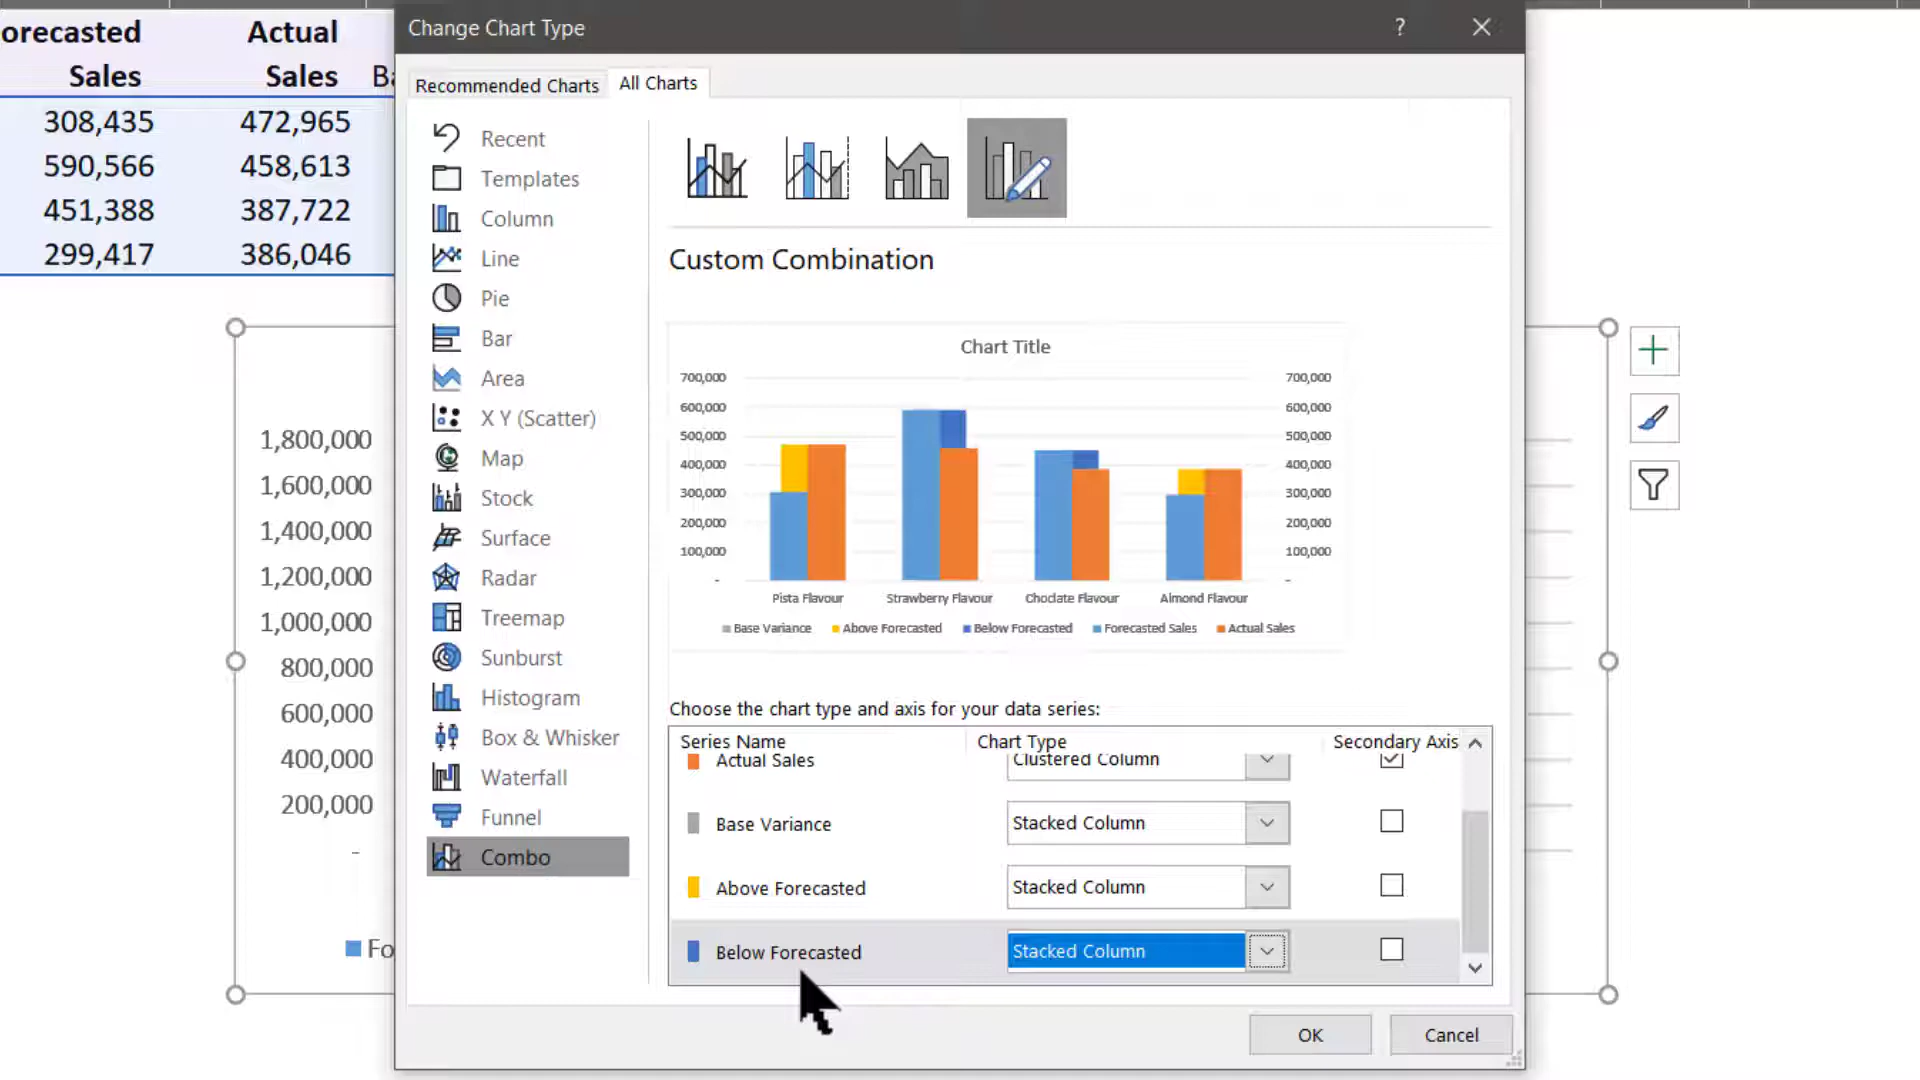 Change Chart Type
?
orecasted Actual
Sales Sales Ba
308,435 472,965
590,566 458,613
451,388 387,722
299,417 386,046
Recommended Charts All Charts
Recent
Templates
Column
Line
Pie
Bar
Area
X Y (Scatter)
Map
Stock
Surface
Radar
Treemap
Sunburst
Histogram
Box & Whisker
Waterfall
Funnel
Combo
Custom Combination
Chart Title
700,000 700,000
600,000 600,000
500,000 500,000
400,000 400,000
300,000 300,000
200,000 200,000
100,000 100,000
- -
Pista Flavour Strawberry Flavour Choclate Flavour Almond Flavour
Base Variance Above Forecasted Below Forecasted Forecasted Sales Actual Sales
Choose the chart type and axis for your data series:
Series Name Chart Type Secondary Axis
Actual Sales Clustered Column
Base Variance Stacked Column
Above Forecasted Stacked Column
Below Forecasted Stacked Column
OK Cancel
1,800,000
1,600,000
1,400,000
1,200,000
1,000,000
800,000
600,000
400,000
200,000
-
Fo